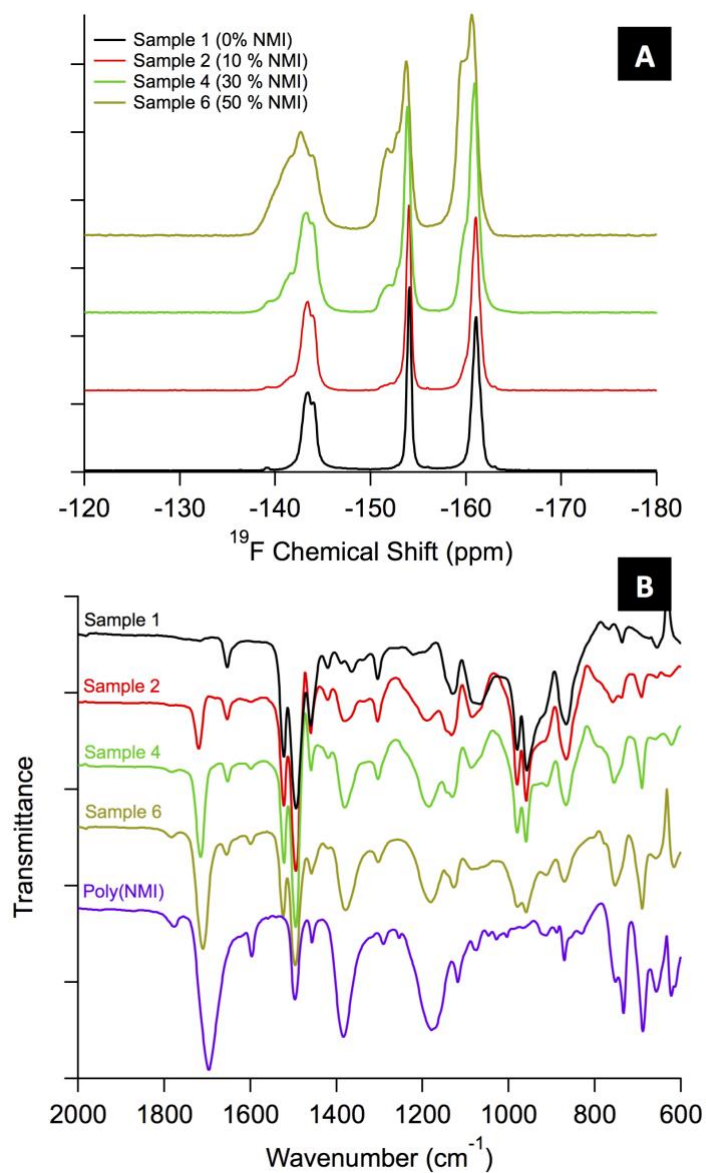 Sample 1 (0% NMI)
Sample 2 (10 % NMI)
Sample 4 (30 % NMI)
Sample 6 (50 % NMI)
A
-120 -130 -140 -150 -160 -170 -180
19F Chemical Shift (ppm)
B
Sample 1
Sample 2
Sample 4
Sample 6
Poly(NMI)
Transmittance
2000 1800 1600 1400 1200 1000 800 600
Wavenumber (cm-1)